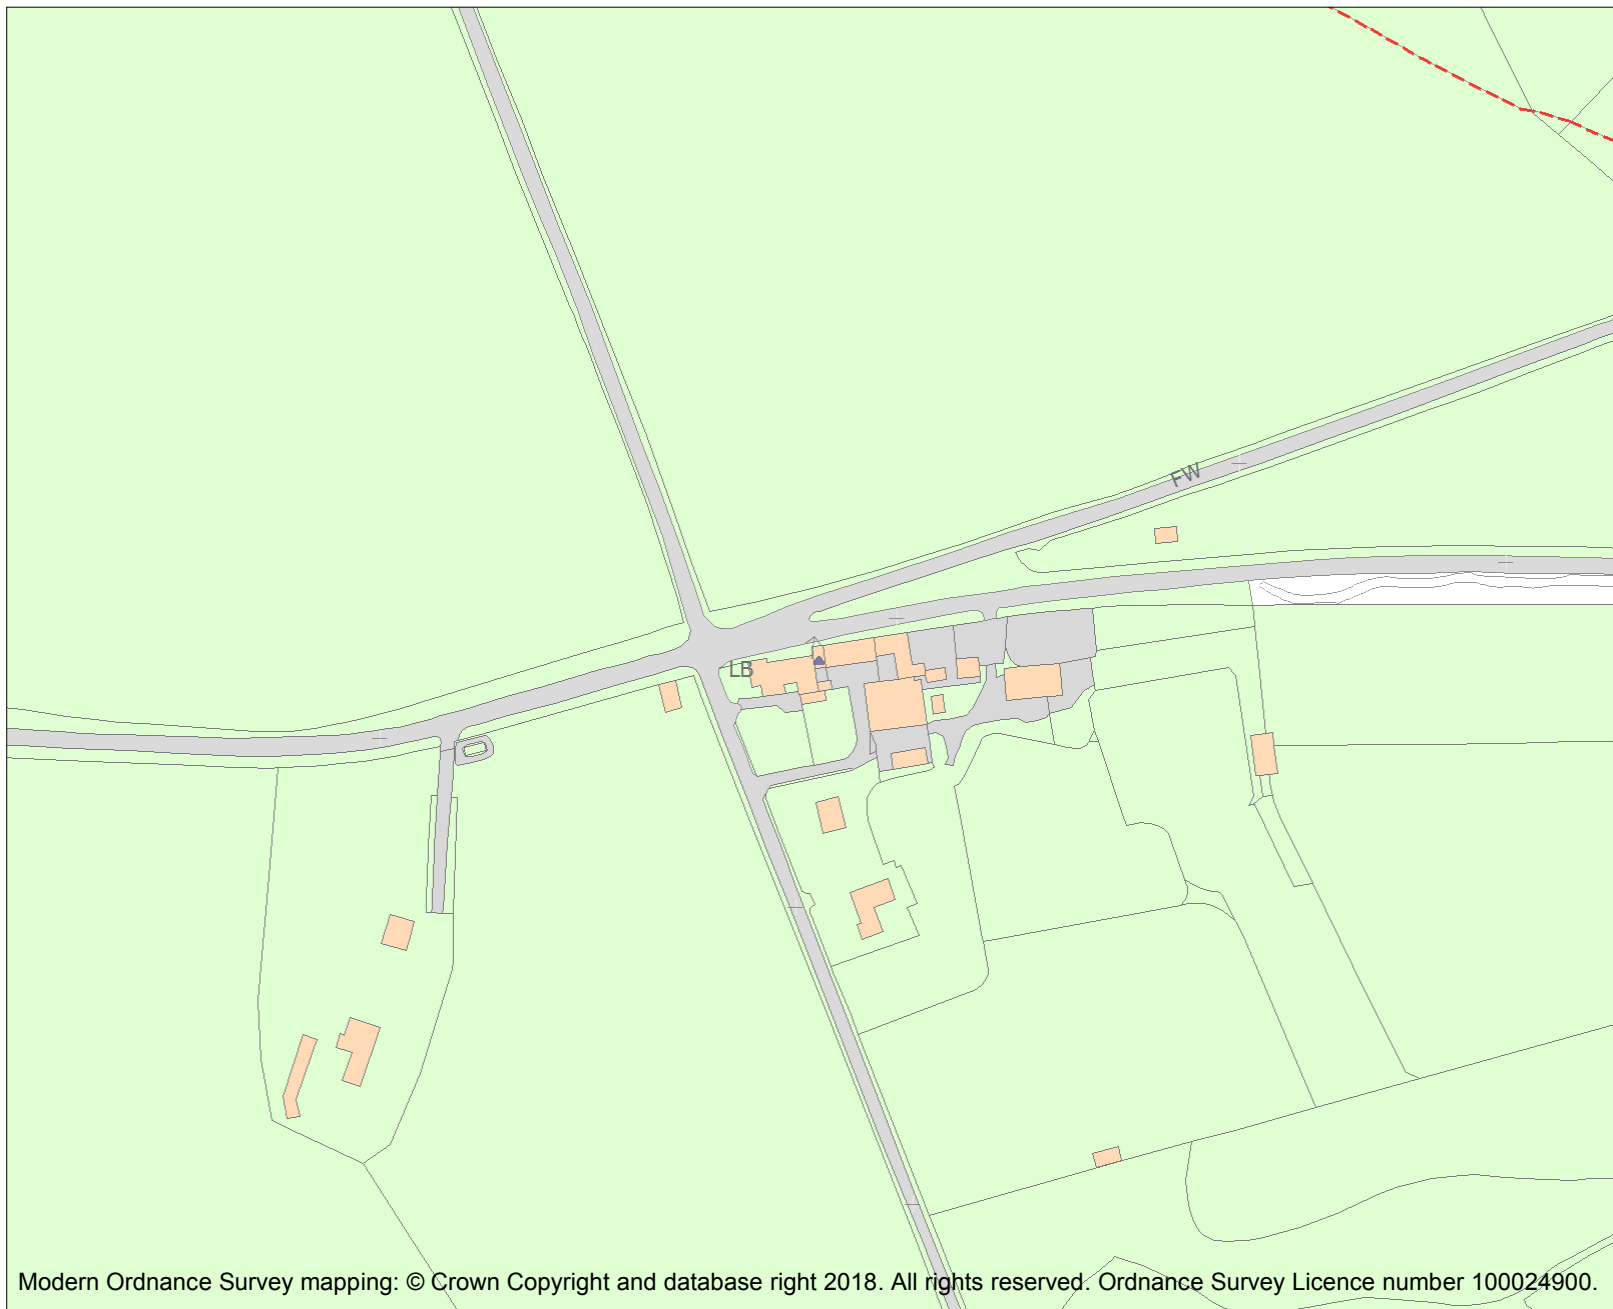 FW
LB
Modern Ordnance Survey mapping: © Crown Copyright and database right 2018. All rights reserved. Ordnance Survey Licence number 100024900.